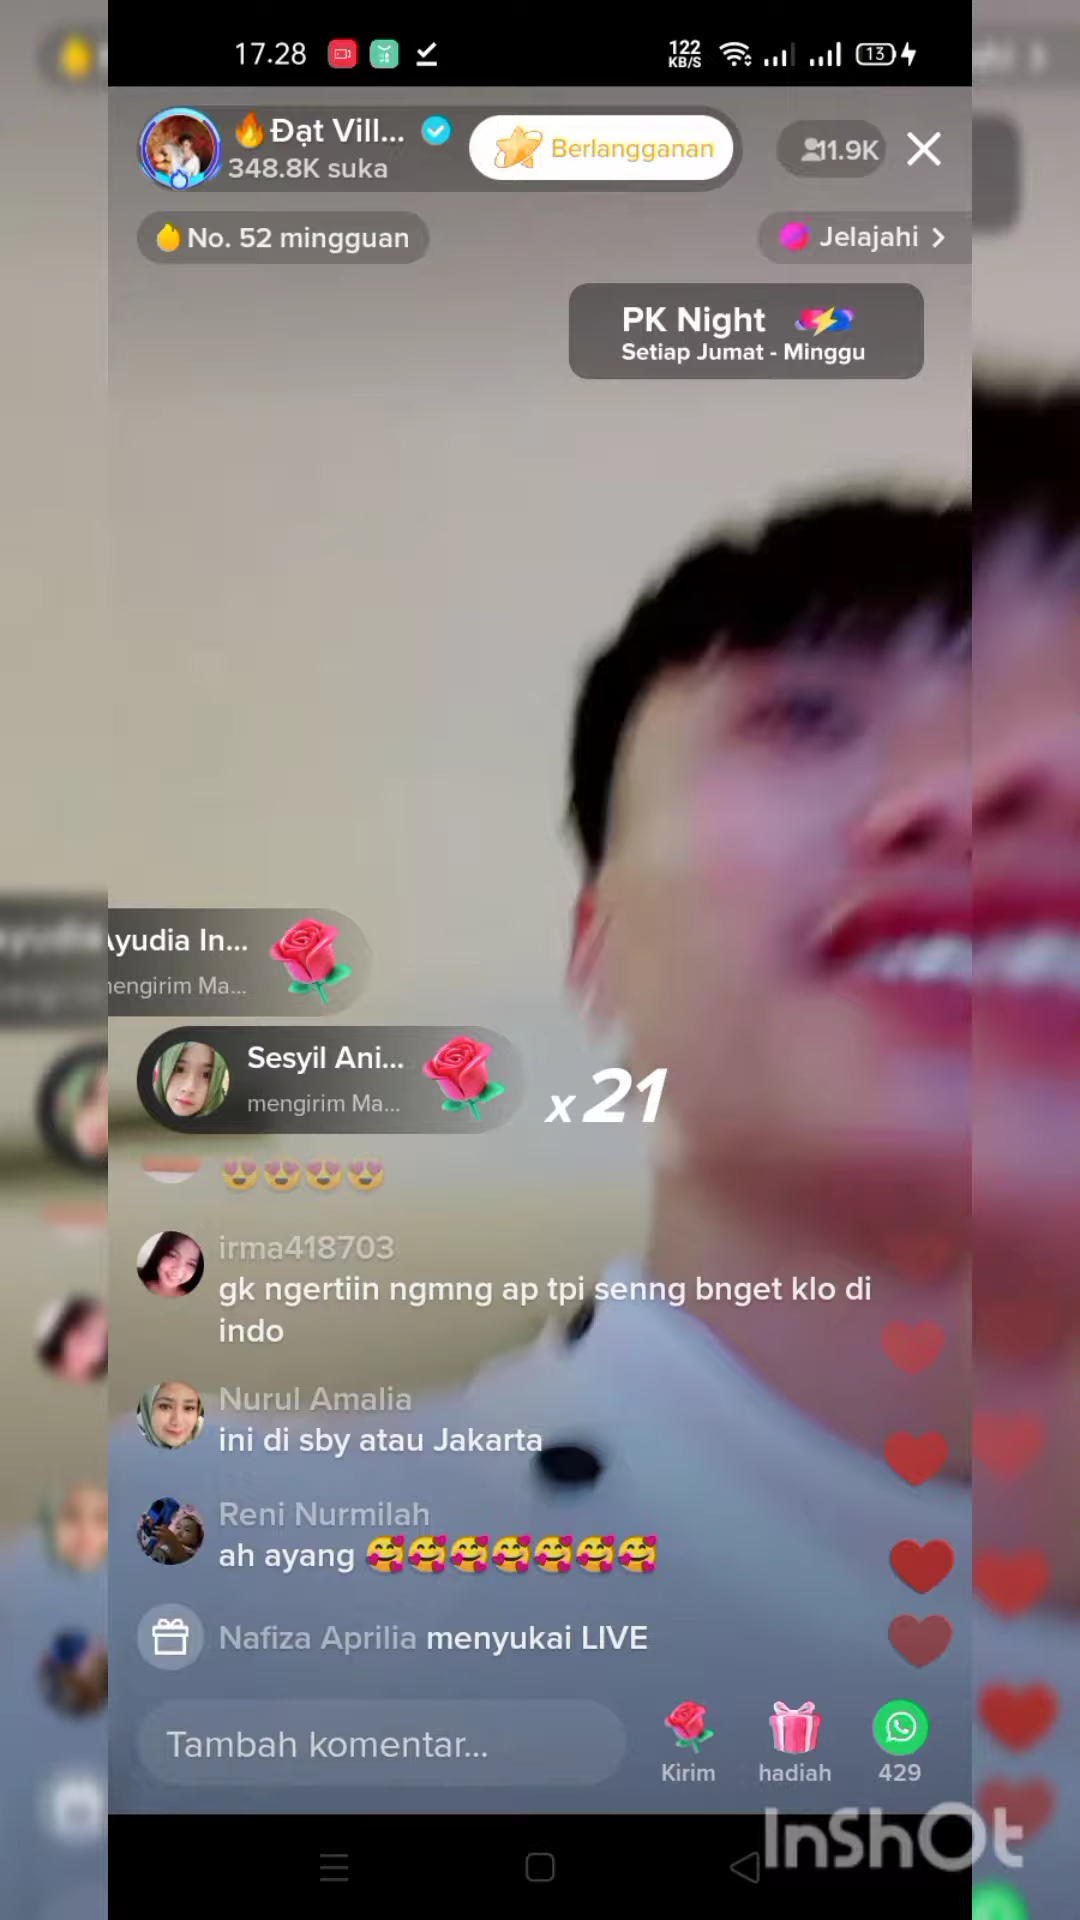 17.28
122
KB/S
13
🔥Đạt Vill...
348.8K suka
Berlangganan
11.9K
No. 52 mingguan
Jelajahi >
PK Night
Setiap Jumat - Minggu
yudia In...
mengirim Ma...
Sesyil Ani...
mengirim Ma...
x 21
😍😍😍😍
irma418703
gk ngertiin ngmng ap tpi senng bnget klo di
indo
Nurul Amalia
ini di sby atau Jakarta
Reni Nurmilah
ah ayang 🥰🥰🥰🥰🥰🥰🥰
Nafiza Aprilia menyukai LIVE
Tambah komentar...
Kirim
hadiah
429
InShOt